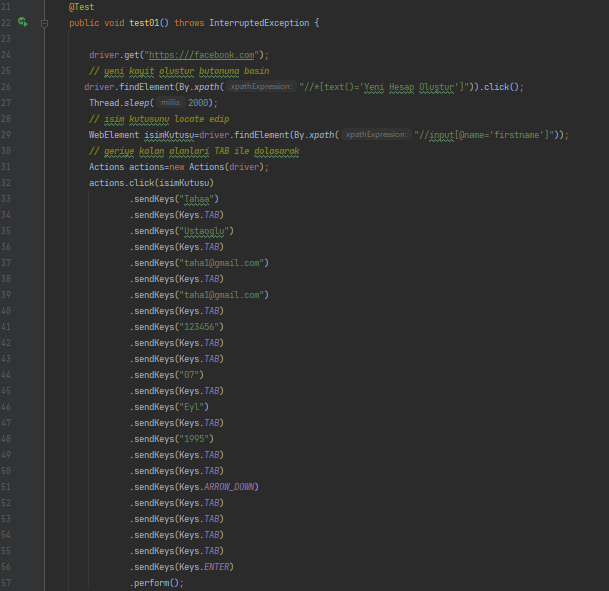 21 @Test
22 public void test01() throws InterruptedException {
23
24 driver.get("https:///facebook.com");
25 // yeni kayit olustur butonuna basin
26 driver.findElement(By.xpath( xpathExpression: "//*[text()='Yeni Hesap Oluştur']")).click();
27 Thread.sleep( millis: 2000);
28 // isim kutusunu locate edip
29 WebElement isimKutusu=driver.findElement(By.xpath( xpathExpression: "//input[@name='firstname']"));
30 // geriye kalan alanlari TAB ile dolasarak
31 Actions actions=new Actions(driver);
32 actions.click(isimKutusu)
33 .sendKeys("Tahaa")
34 .sendKeys(Keys.TAB)
35 .sendKeys("Ustaoglu")
36 .sendKeys(Keys.TAB)
37 .sendKeys("taha1@gmail.com")
38 .sendKeys(Keys.TAB)
39 .sendKeys("taha1@gmail.com")
40 .sendKeys(Keys.TAB)
41 .sendKeys("123456")
42 .sendKeys(Keys.TAB)
43 .sendKeys(Keys.TAB)
44 .sendKeys("07")
45 .sendKeys(Keys.TAB)
46 .sendKeys("Eyl")
47 .sendKeys(Keys.TAB)
48 .sendKeys("1995")
49 .sendKeys(Keys.TAB)
50 .sendKeys(Keys.TAB)
51 .sendKeys(Keys.ARROW_DOWN)
52 .sendKeys(Keys.TAB)
53 .sendKeys(Keys.TAB)
54 .sendKeys(Keys.TAB)
55 .sendKeys(Keys.TAB)
56 .sendKeys(Keys.ENTER)
57 .perform();